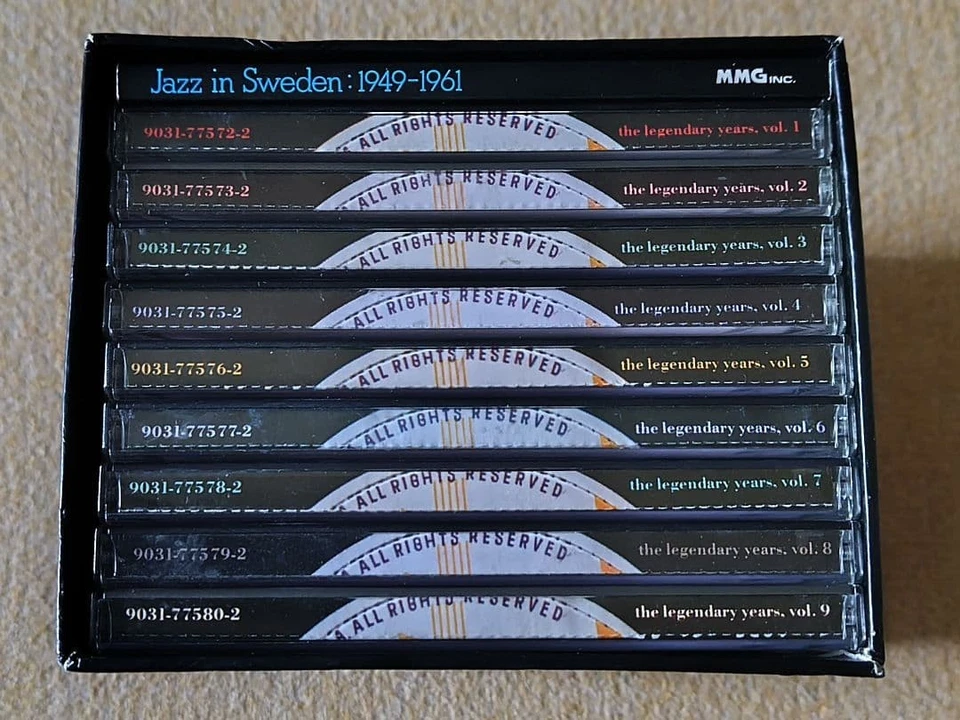 Jazz in Sweden: 1949-1961 MMG INC.
9031-77572-2 ALL RIGHTS RESERVED the legendary years, vol. 1
9031-77573-2 ALL RIGHTS RESERVED the legendary years, vol. 2
9031-77574-2 ALL RIGHTS RESERVED the legendary years, vol. 3
9031-77575-2 ALL RIGHTS RESERVED the legendary years, vol. 4
9031-77576-2 ALL RIGHTS RESERVED the legendary years, vol. 5
9031-77577-2 ALL RIGHTS RESERVED the legendary years, vol. 6
9031-77578-2 ALL RIGHTS RESERVED the legendary years, vol. 7
9031-77579-2 ALL RIGHTS RESERVED the legendary years, vol. 8
9031-77580-2 ALL RIGHTS RESERVED the legendary years, vol. 9